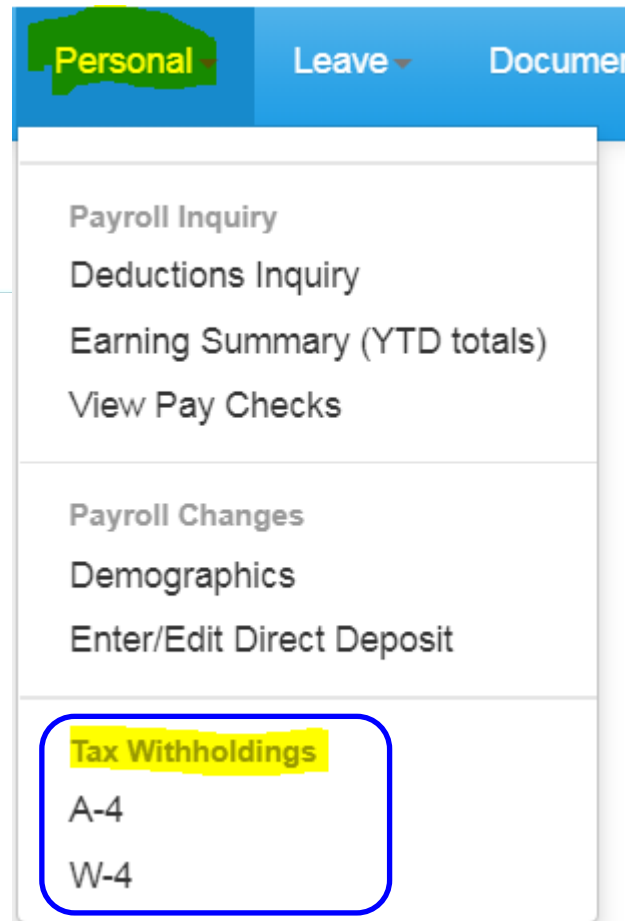 Personal Leave
Payroll Inquiry
Deductions Inquiry
Earning Summary (YTD totals)
View Pay Checks
Payroll Changes
Demographics
Enter/Edit Direct Deposit
Tax Withholdings
A-4
W-4